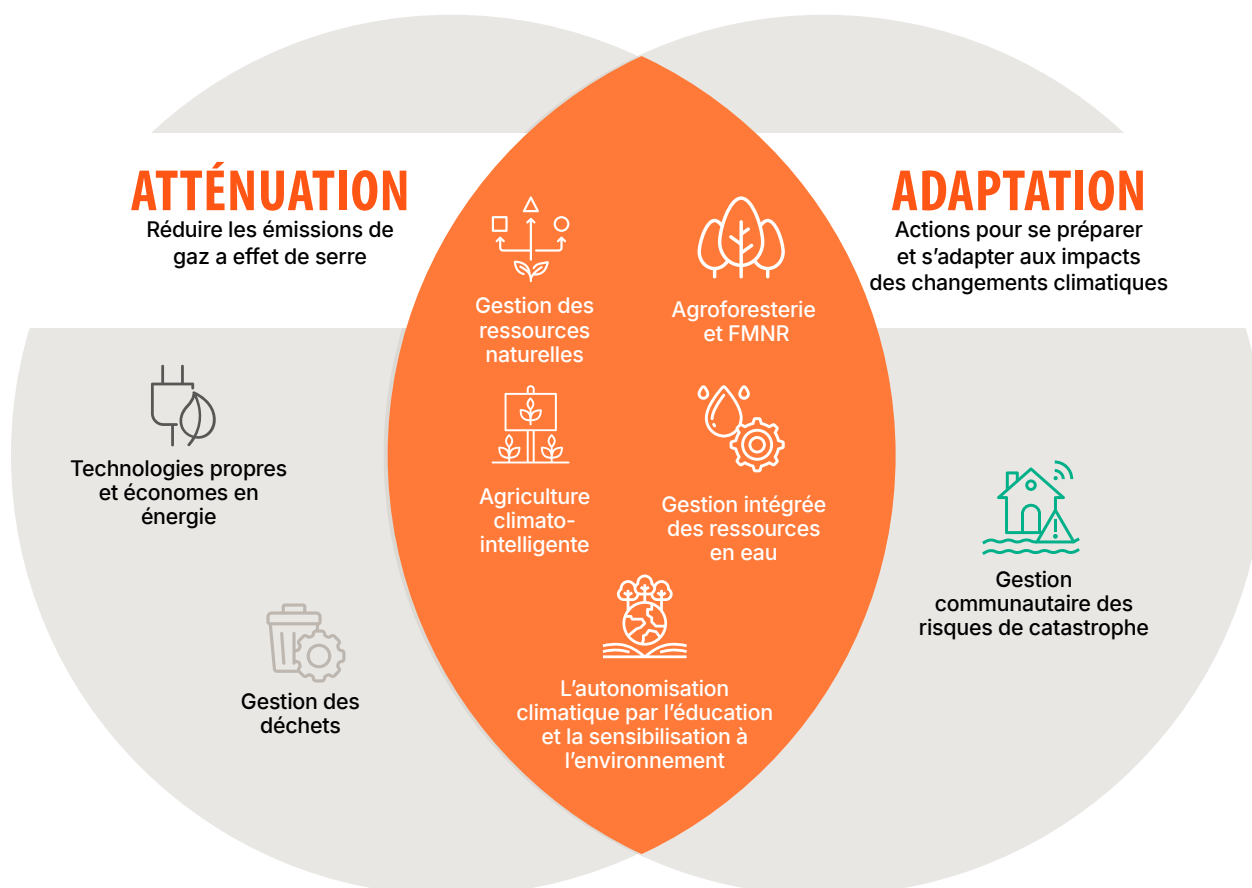 ATTÉNUATION
Réduire les émissions de
gaz a effet de serre
Technologies propres
et économes en
énergie
Gestion des
déchets
Gestion des
ressources
naturelles
Agroforesterie
et FMNR
Agriculture
climato-
intelligente
Gestion intégrée
des ressources
en eau
L’autonomisation
climatique par l’éducation
et la sensibilisation à
l’environnement
ADAPTATION
Actions pour se préparer
et s’adapter aux impacts
des changements climatiques
Gestion
communautaire des
risques de catastrophe